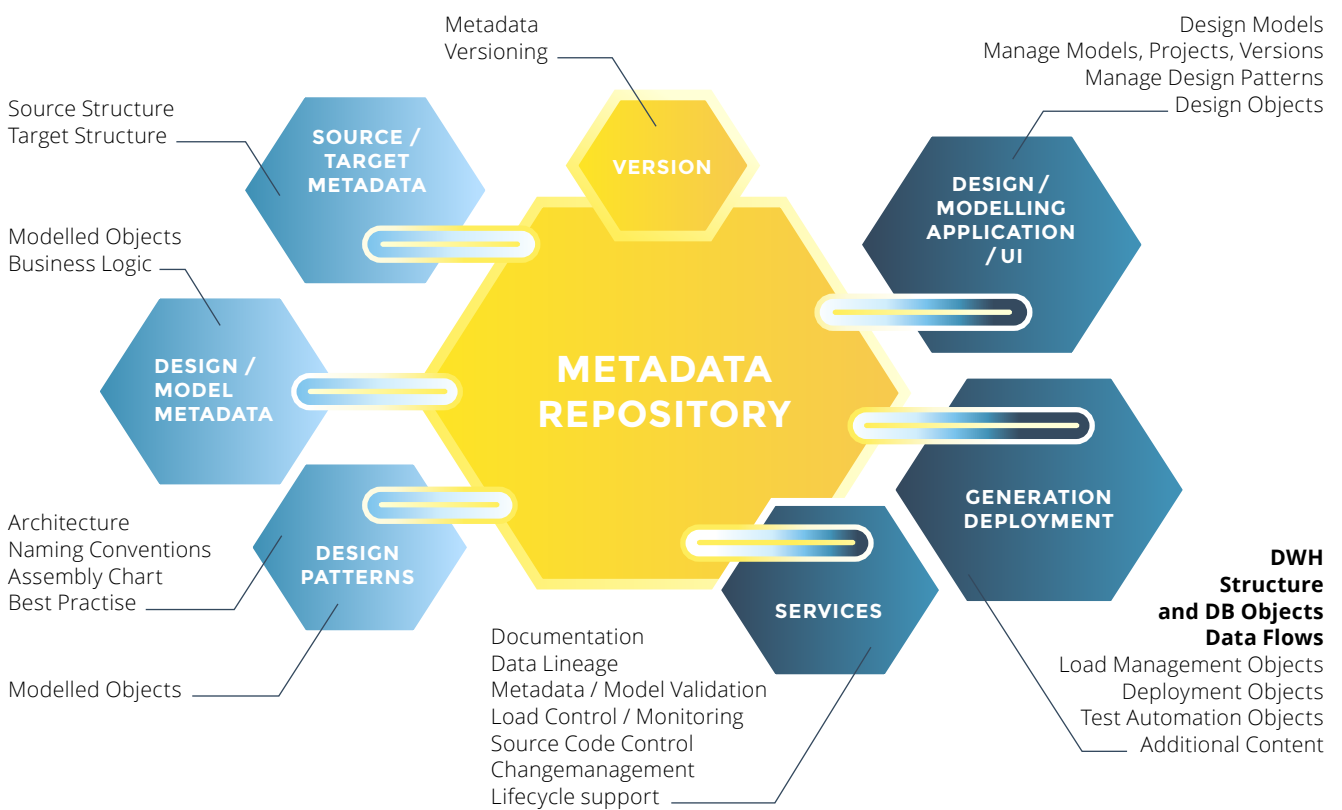 Metadata
Versioning
Design Models
Manage Models, Projects, Versions
Manage Design Patterns
Design Objects
Source Structure
Target Structure
SOURCE /
TARGET
METADATA
VERSION
DESIGN /
MODELLING
APPLICATION
/ UI
Modelled Objects
Business Logic
DESIGN /
MODEL
METADATA
METADATA
REPOSITORY
GENERATION
DEPLOYMENT
Architecture
Naming Conventions
Assembly Chart
Best Practise
DESIGN
PATTERNS
SERVICES
DWH
Structure
and DB Objects
Data Flows
Load Management Objects
Deployment Objects
Test Automation Objects
Additional Content
Modelled Objects
Documentation
Data Lineage
Metadata / Model Validation
Load Control / Monitoring
Source Code Control
Changemanagement
Lifecycle support